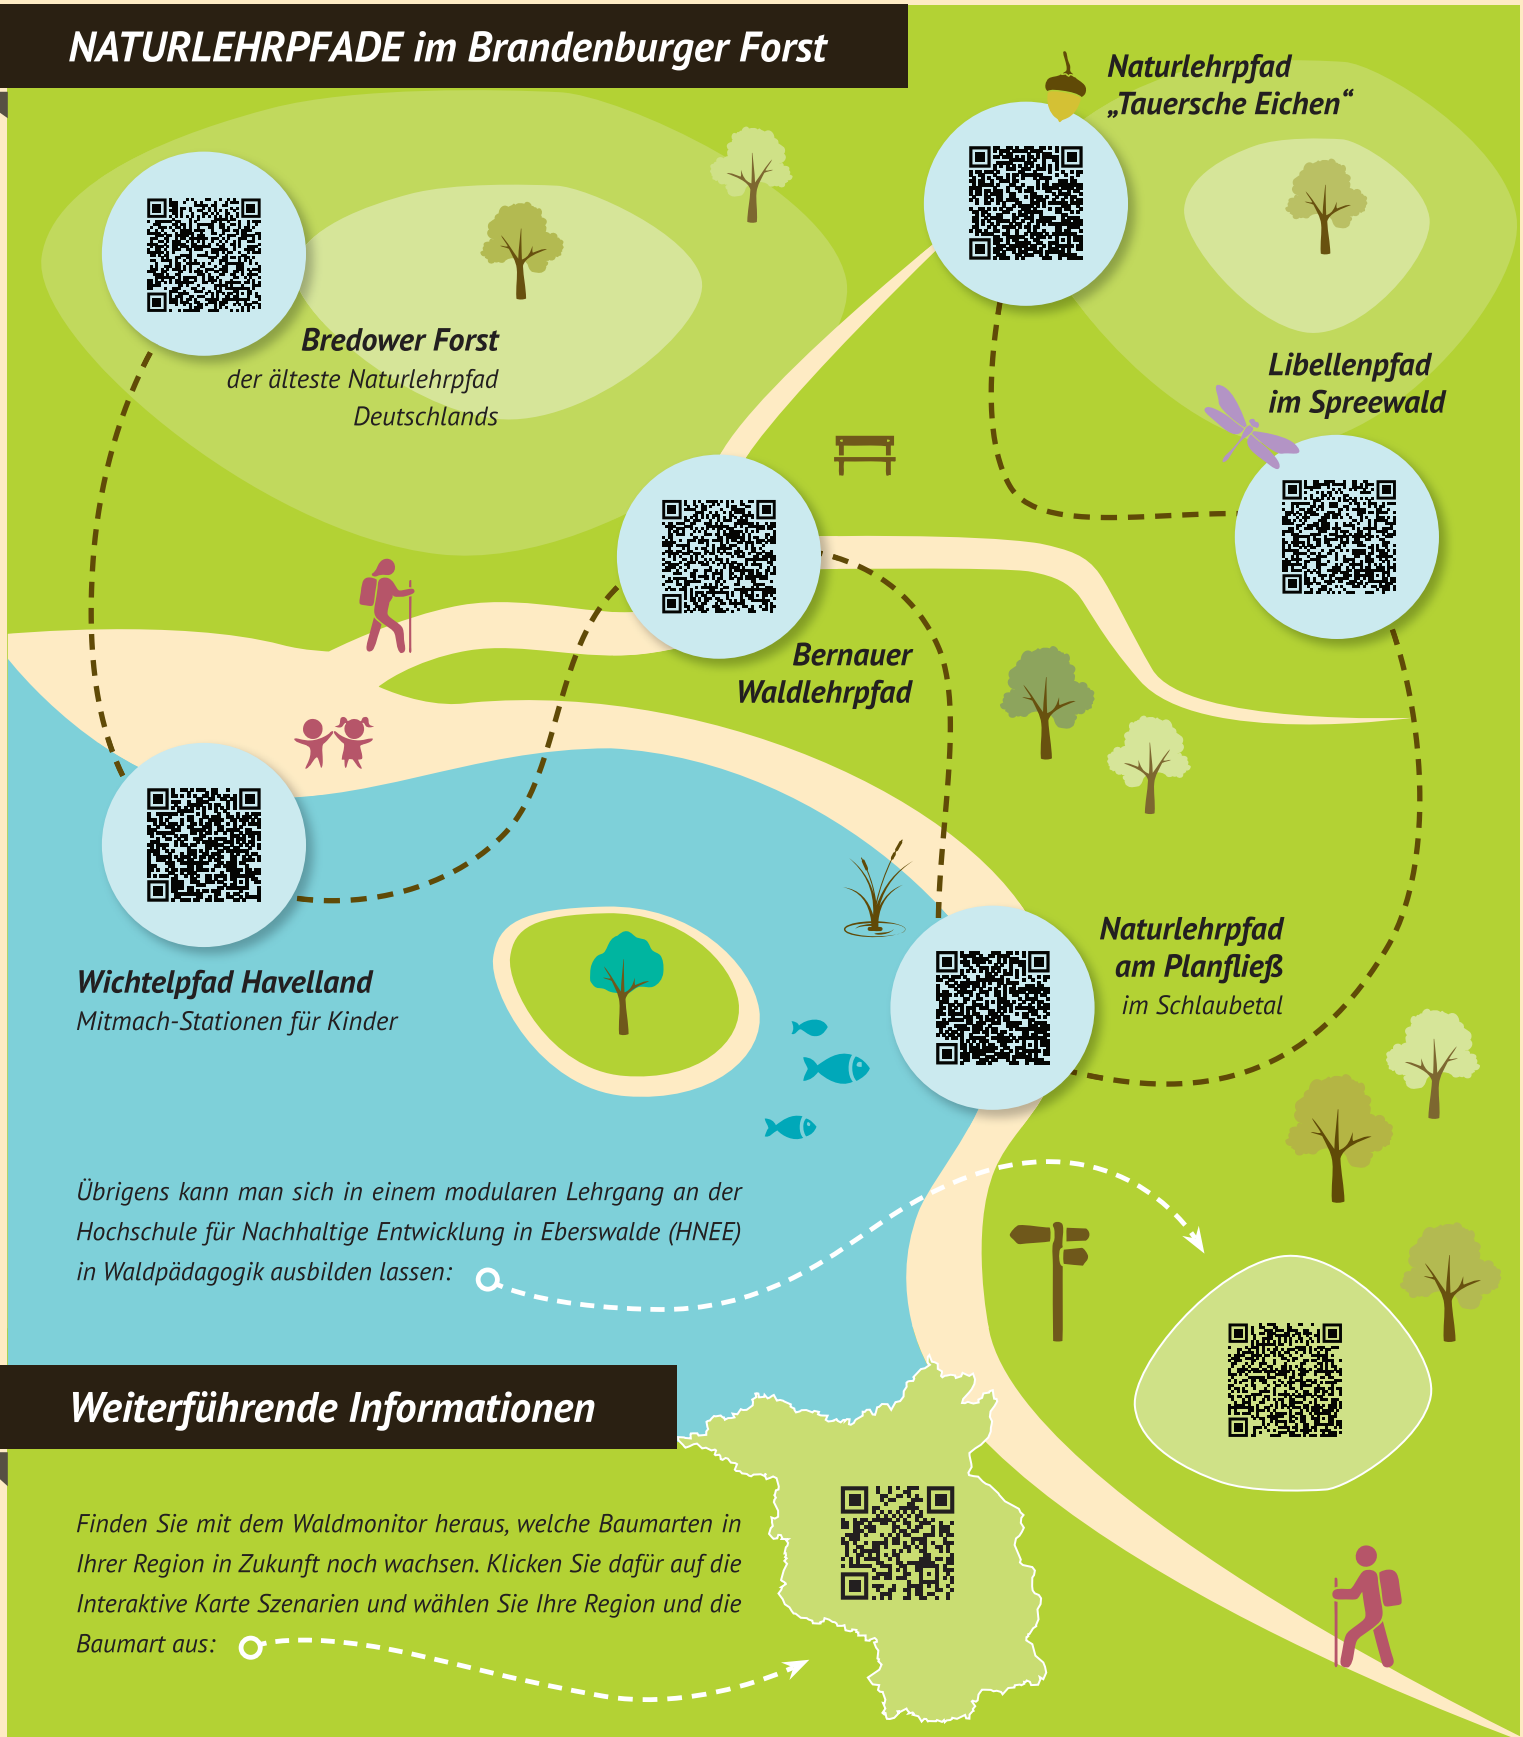 NATURLEHRPFADE im Brandenburger Forst
Naturlehrpfad
„Tauersche Eichen“
Bredower Forst
der älteste Naturlehrpfad
Deutschlands
Libellenpfad
im Spreewald
Bernauer
Waldlehrpfad
Wichtelpfad Havelland
Mitmach-Stationen für Kinder
Naturlehrpfad
am Planfließ
im Schlaubetal
Übrigens kann man sich in einem modularen Lehrgang an der
Hochschule für Nachhaltige Entwicklung in Eberswalde (HNEE)
in Waldpädagogik ausbilden lassen:
Weiterführende Informationen
Finden Sie mit dem Waldmonitor heraus, welche Baumarten in
Ihrer Region in Zukunft noch wachsen. Klicken Sie dafür auf die
Interaktive Karte Szenarien und wählen Sie Ihre Region und die
Baumart aus: